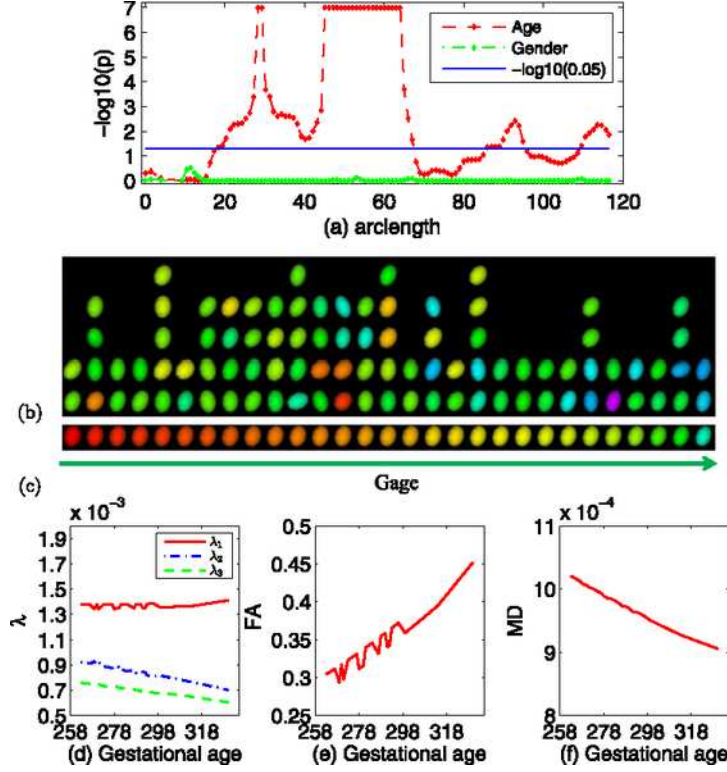 7
6
5
4
3
2
1
0
−log10(p)
Age
Gender
−log10(0.05)
0 20 40 60 80 100 120
(a) arclength
(b)
(c)
Gage
x 10⁻³
1.9
1.7
1.5
1.3
1.1
0.9
0.7
0.5
λ
λ₁
λ₂
λ₃
258 278 298 318
(d) Gestational age
0.5
0.45
0.4
0.35
0.3
0.25
FA
258 278 298 318
(e) Gestational age
x 10⁻⁴
11
10
9
8
MD
258 278 298 318
(f) Gestational age